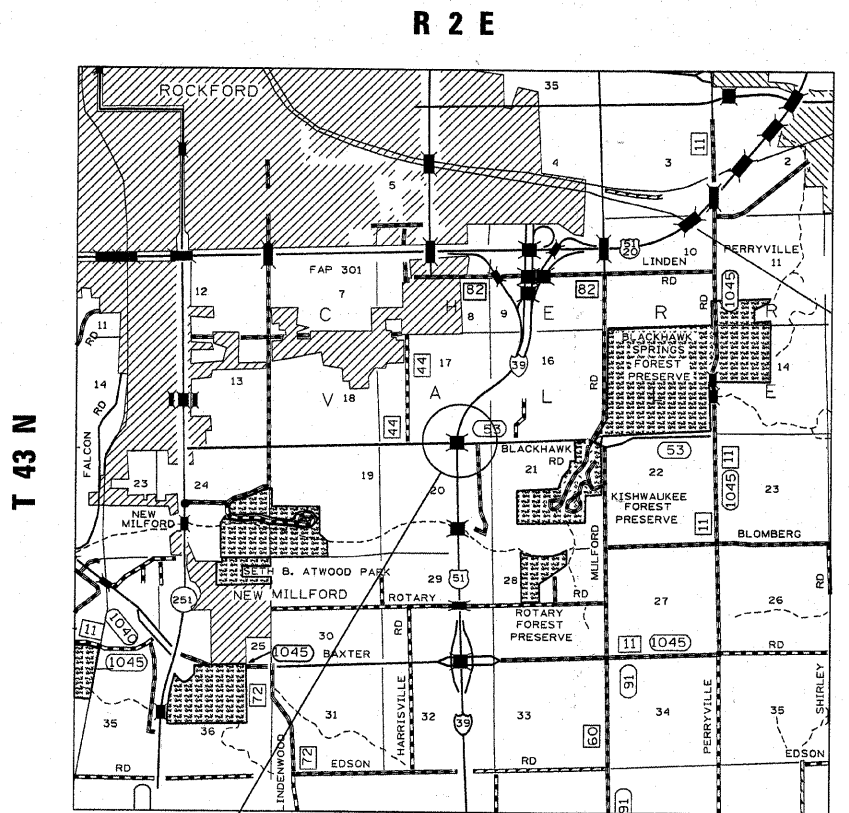 R 2 E
T 43 N
ROCKFORD
35
4
3
11
2
5
51
20
10
PERRYVILLE
11
LINDEN
RD
FAP 301
12
7
C
H
E
R
R
82
82
8
9
RD
1045
11
RD
BLACKHAWK
SPRINGS
FOREST
PRESERVE
44
17
16
39
14
14
13
V
18
A
L
L
E
RD
RD
FALCON
44
53
BLACKHAWK
RD
53
23
24
19
20
21
22
11
1045
23
NEW
MILFORD
KISHWAUKEE
FOREST
PRESERVE
11
MULFORD
BLOMBERG
RD
SETH B. ATWOOD PARK
29
51
28
251
NEW MILLFORD
ROTARY
RD
27
26
1040
11
30
RD
ROTARY
FOREST
PRESERVE
1045
25
1045
BAXTER
11
1045
RD
91
72
35
36
31
HARRISVILLE
32
39
33
34
PERRYVILLE
35
SHIRLEY
60
LINDENWOOD
72
RD
EDSON
RD
EDSON
91